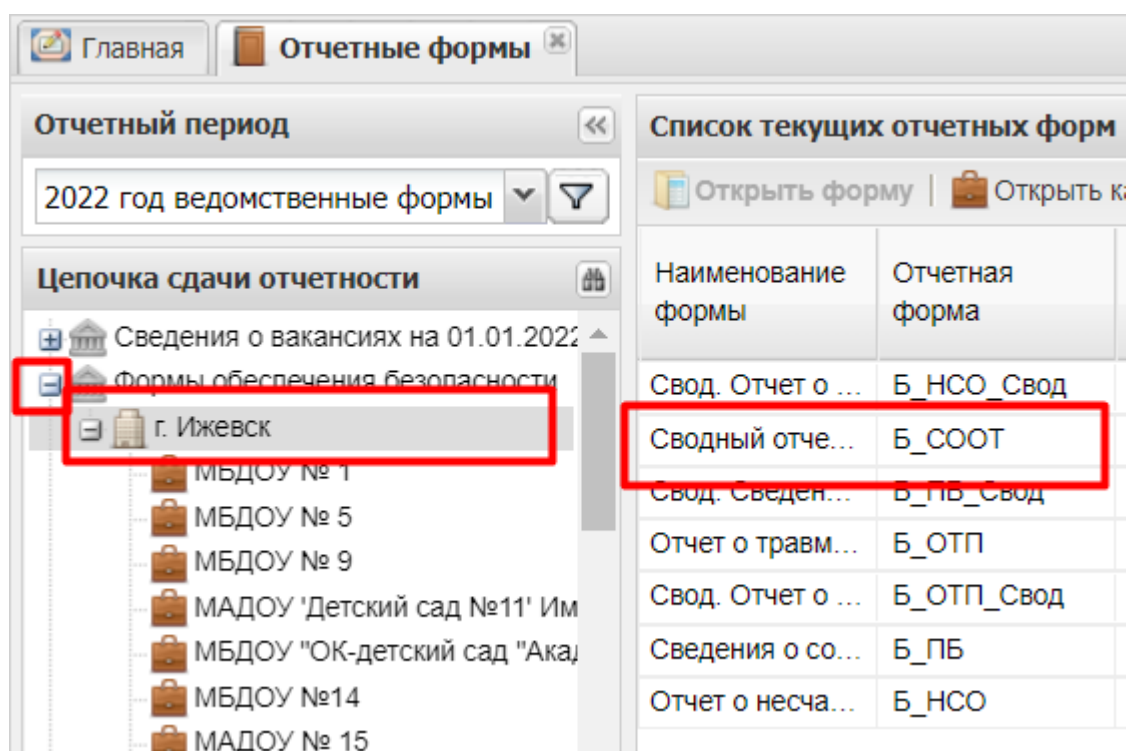 Главная
Отчетные формы
Отчетный период
2022 год ведомственные формы
Цепочка сдачи отчетности
Сведения о вакансиях на 01.01.2022
Формы обеспечения безопасности
г. Ижевск
МБДОУ № 1
МБДОУ № 5
МБДОУ № 9
МАДОУ 'Детский сад №11' Им
МБДОУ "ОК-детский сад "Акад
МБДОУ №14
МАДОУ № 15
Список текущих отчетных форм
Открыть форму
Открыть ка
Наименование формы
Отчетная форма
Свод. Отчет о ... Б_НСО_Свод
Сводный отче... Б_СООТ
Свод. Сведен... Б_ПБ_Свод
Отчет о травм... Б_ОТП
Свод. Отчет о ... Б_ОТП_Свод
Сведения о со... Б_ПБ
Отчет о несча... Б_НСО